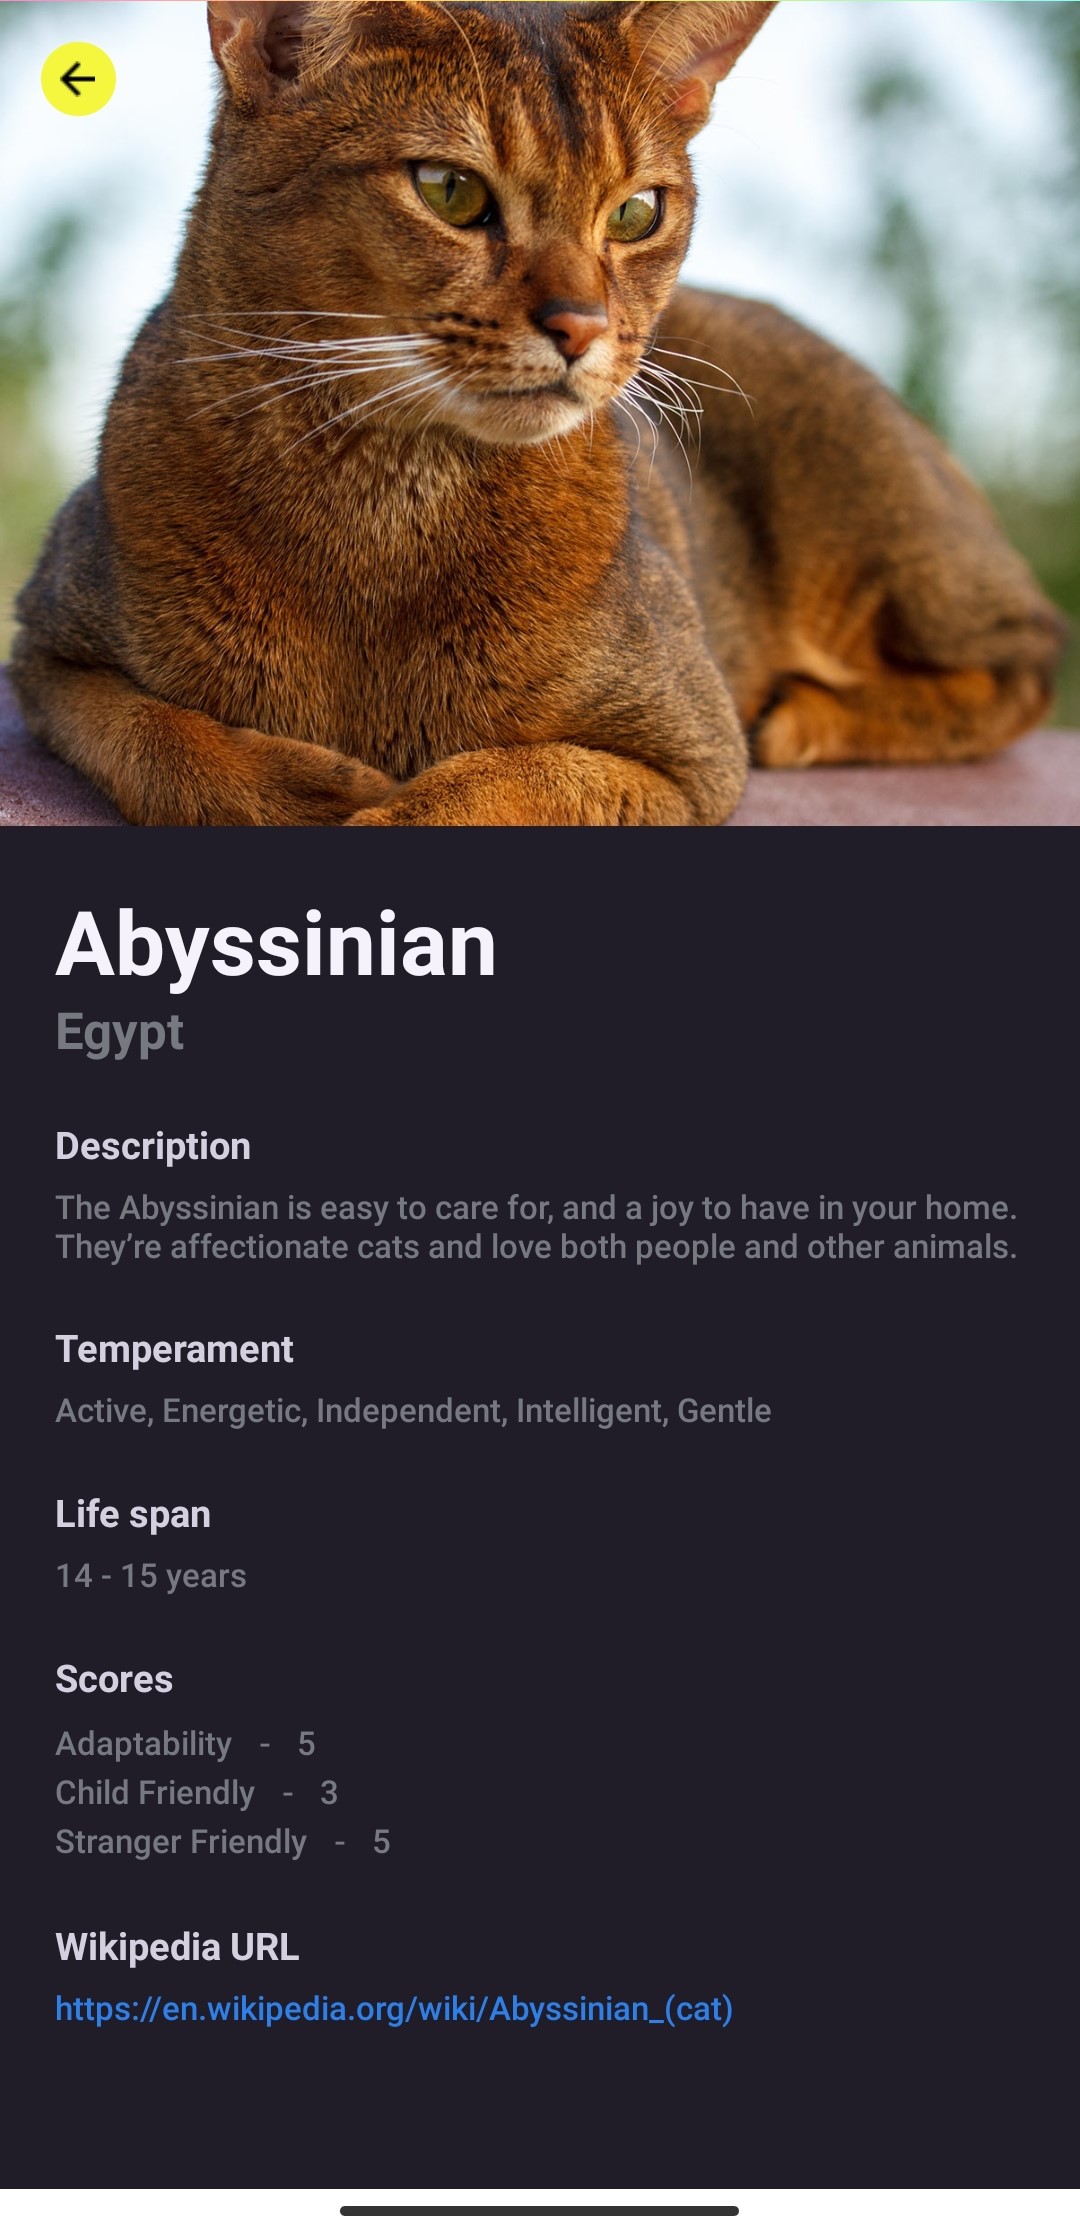 Abyssinian
Egypt
Description
The Abyssinian is easy to care for, and a joy to have in your home.
They’re affectionate cats and love both people and other animals.
Temperament
Active, Energetic, Independent, Intelligent, Gentle
Life span
14 - 15 years
Scores
Adaptability - 5
Child Friendly - 3
Stranger Friendly - 5
Wikipedia URL
https://en.wikipedia.org/wiki/Abyssinian_(cat)